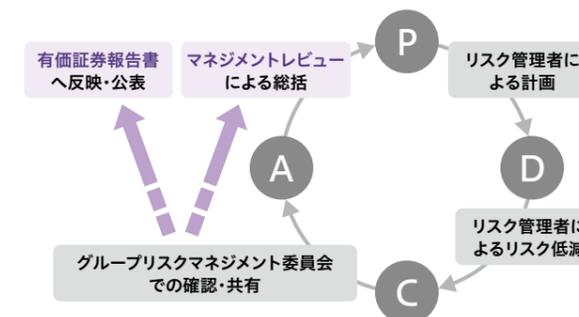 有価証券報告書
へ反映・公表
マネジメントレビュー
による総括
P
リスク管理者に
よる計画
A
D
リスク管理者に
よるリスク低減
グループリスクマネジメント委員会
での確認・共有
C